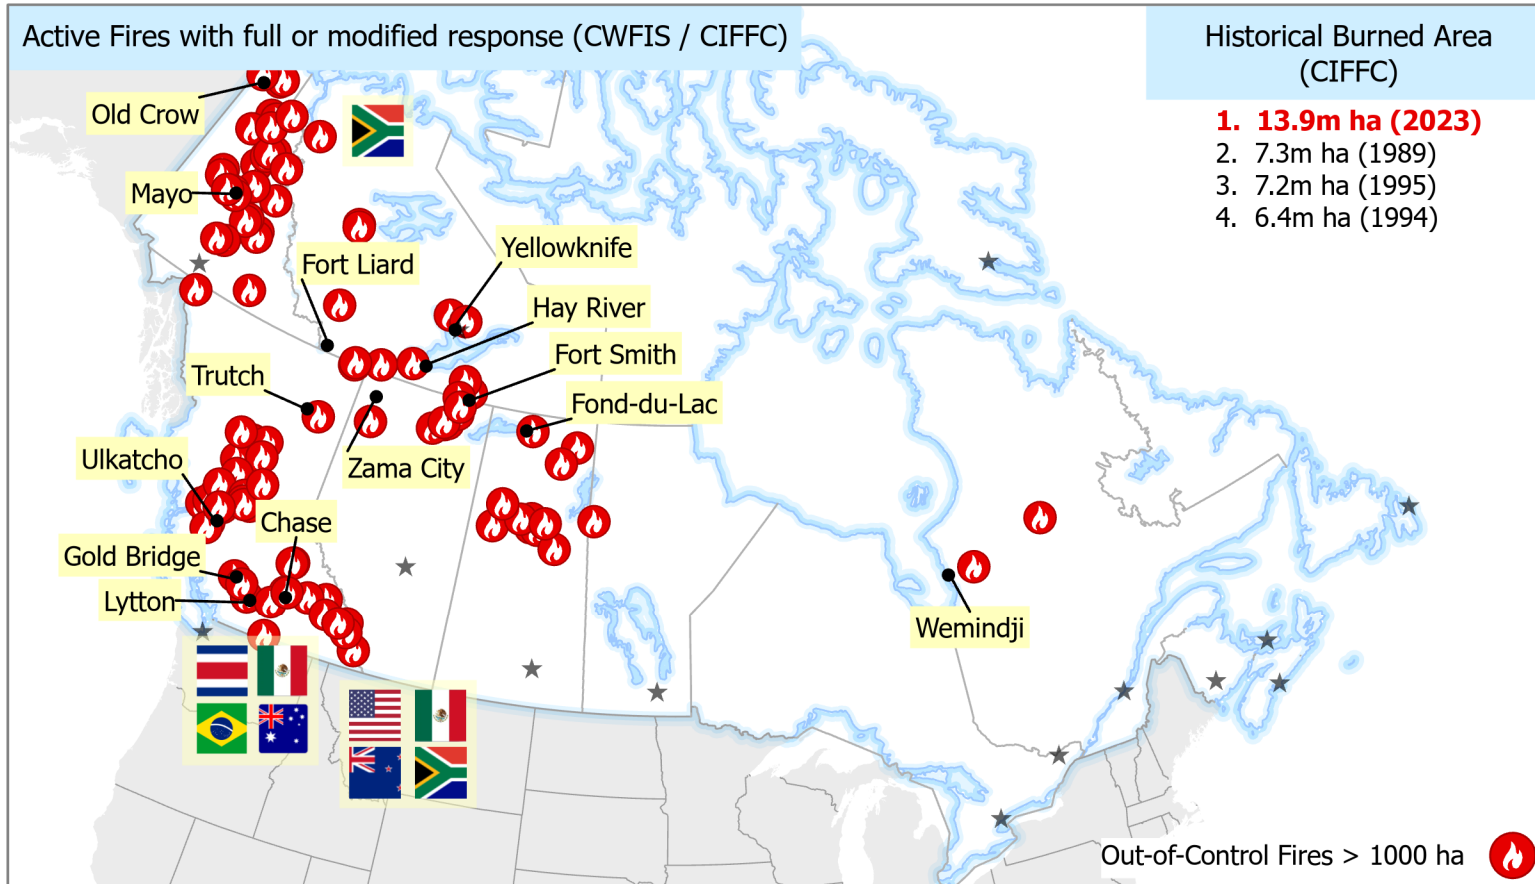 Active Fires with full or modified response (CWFIS / CIFFC)
Historical Burned Area
(CIFFC)
1. 13.9m ha (2023)
2. 7.3m ha (1989)
3. 7.2m ha (1995)
4. 6.4m ha (1994)
Old Crow
Mayo
Fort Liard
Yellowknife
Hay River
Fort Smith
Trutch
Fond-du-Lac
Ulkatcho
Zama City
Chase
Gold Bridge
Lytton
Wemindji
Out-of-Control Fires > 1000 ha